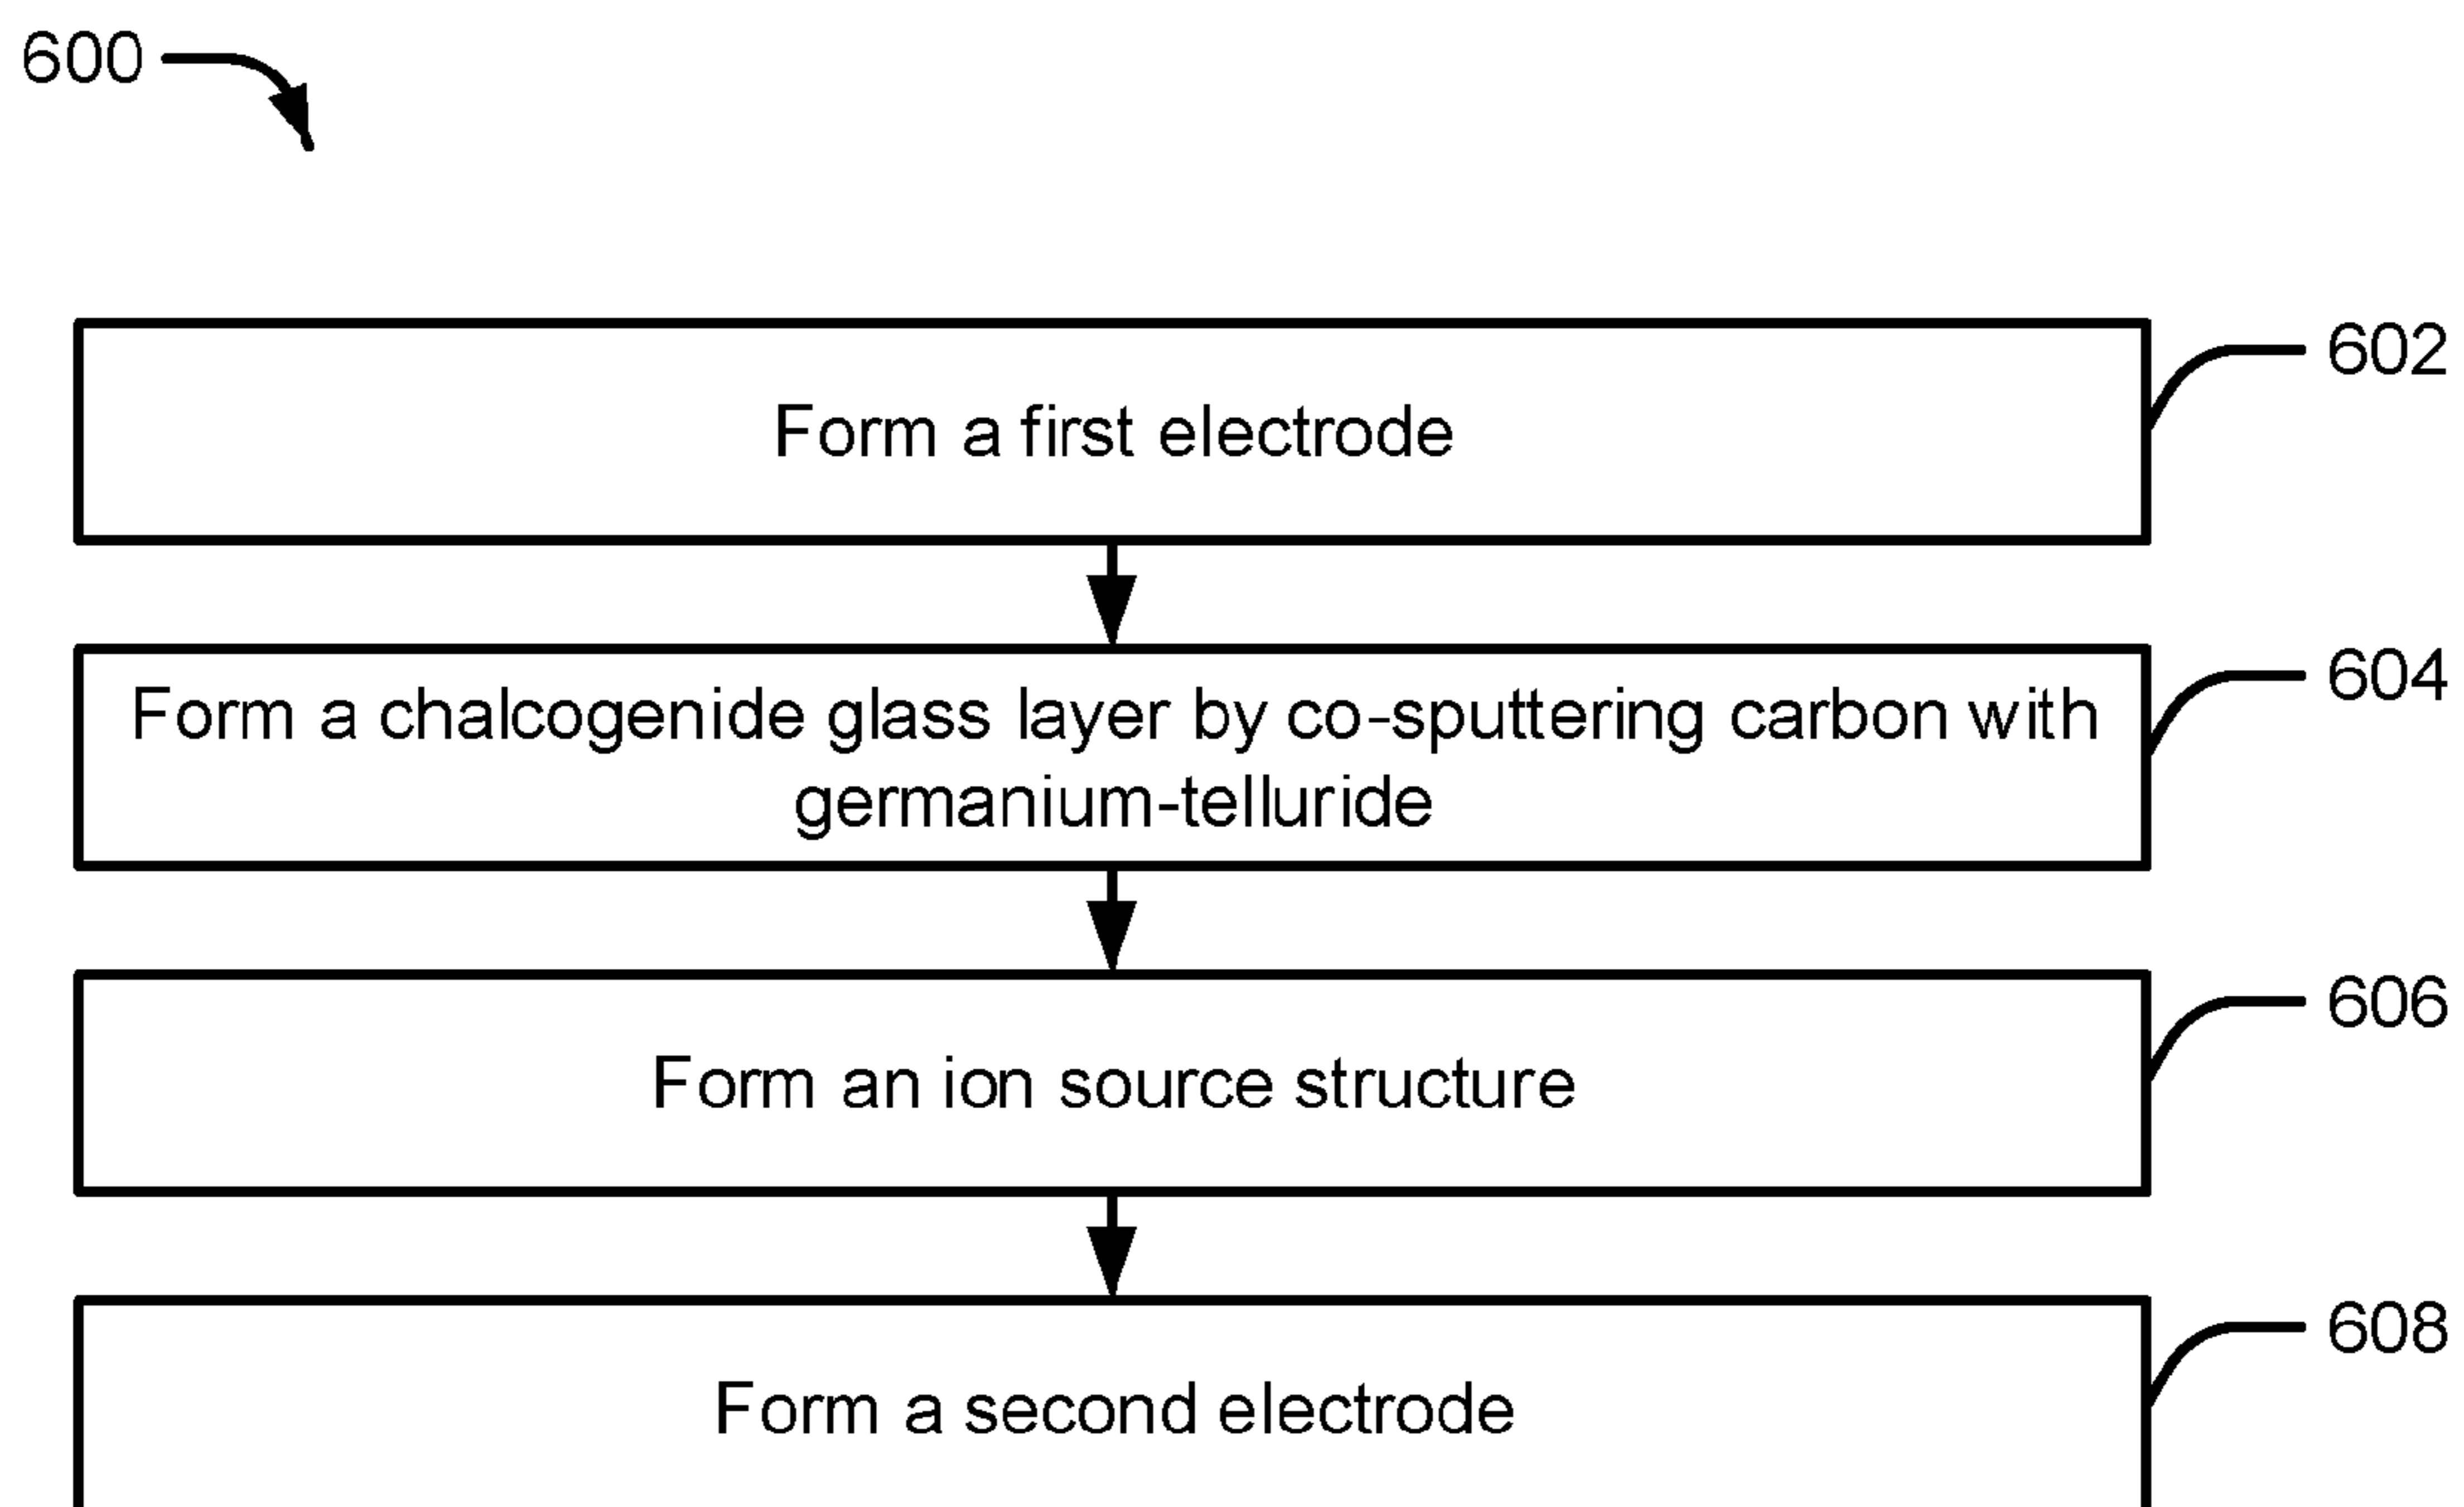 600
602
Form a first electrode
604
Form a chalcogenide glass layer by co-sputtering carbon with
germanium-telluride
606
Form an ion source structure
608
Form a second electrode